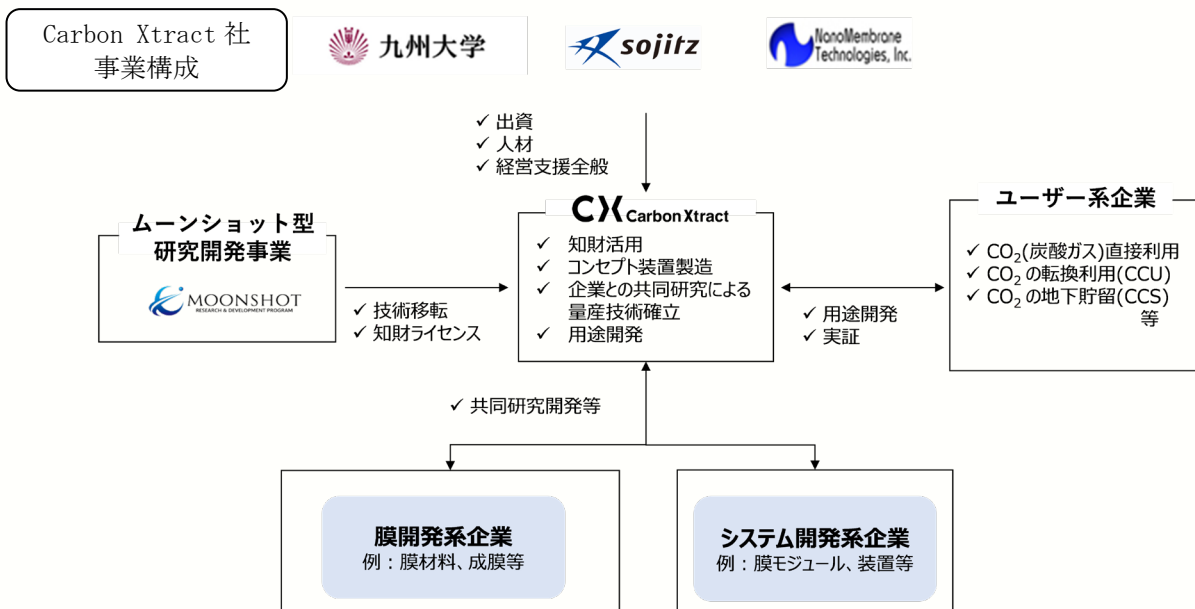 Carbon Xtract 社
事業構成
九州大学
sojitz
NanoMembrane
Technologies, Inc.
✓ 出資
✓ 人材
✓ 経営支援全般
ムーンショット型
研究開発事業
MOONSHOT
RESEARCH & DEVELOPMENT PROGRAM
✓ 技術移転
✓ 知財ライセンス
CX Carbon Xtract
✓ 知財活用
✓ コンセプト装置製造
✓ 企業との共同研究による
量産技術確立
✓ 用途開発
✓ 用途開発
✓ 実証
ユーザー系企業
✓ CO₂(炭酸ガス)直接利用
✓ CO₂ の転換利用(CCU)
✓ CO₂ の地下貯留(CCS)
等
✓ 共同研究開発等
膜開発系企業
例：膜材料、成膜等
システム開発系企業
例：膜モジュール、装置等